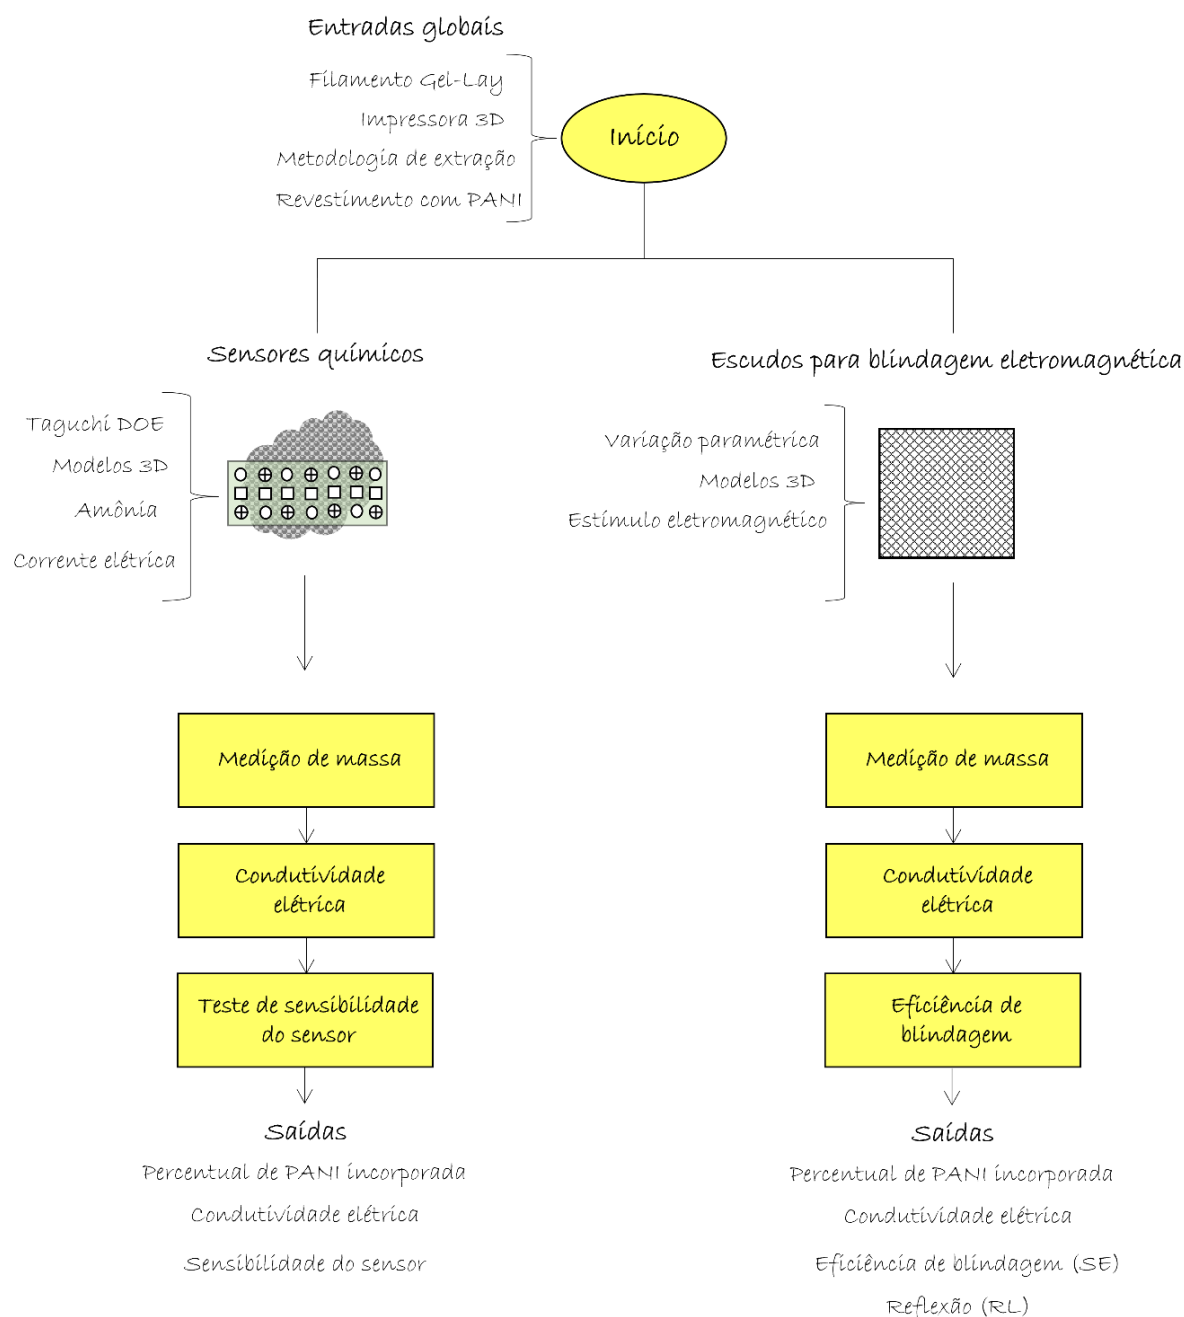 Entradas globais
Filamento Gel-Lay
Impressora 3D
Metodologia de extração
Revestimento com PANI
Início
Sensores químicos
Taguchi DOE
Modelos 3D
Amônia
Corrente elétrica
Medição de massa
Condutividade
elétrica
Teste de sensibilidade
do sensor
Saídas
Percentual de PANI incorporada
Condutividade elétrica
Sensibilidade do sensor
Escudos para blindagem eletromagnética
Variação paramétrica
Modelos 3D
Estímulo eletromagnético
Medição de massa
Condutividade
elétrica
Eficiência de
blindagem
Saídas
Percentual de PANI incorporada
Condutividade elétrica
Eficiência de blindagem (SE)
Reflexão (RL)